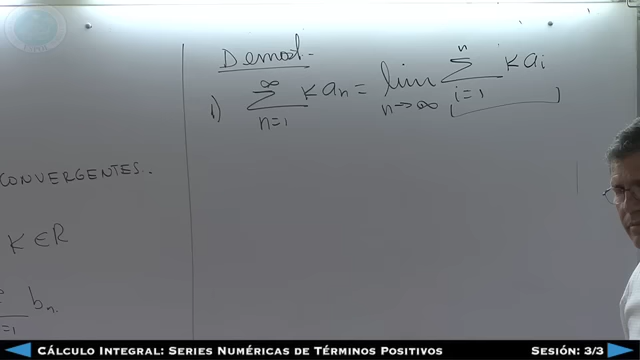 Demost.
1) ∑_{n=1}^{∞} K a_n = lim_{n→∞} ∑_{i=1}^{n} K a_i
CONVERGENTES.
K ∈ R
b_n.
=1
CÁLCULO INTEGRAL: SERIES NUMÉRICAS DE TÉRMINOS POSITIVOS SESIÓN: 3/3